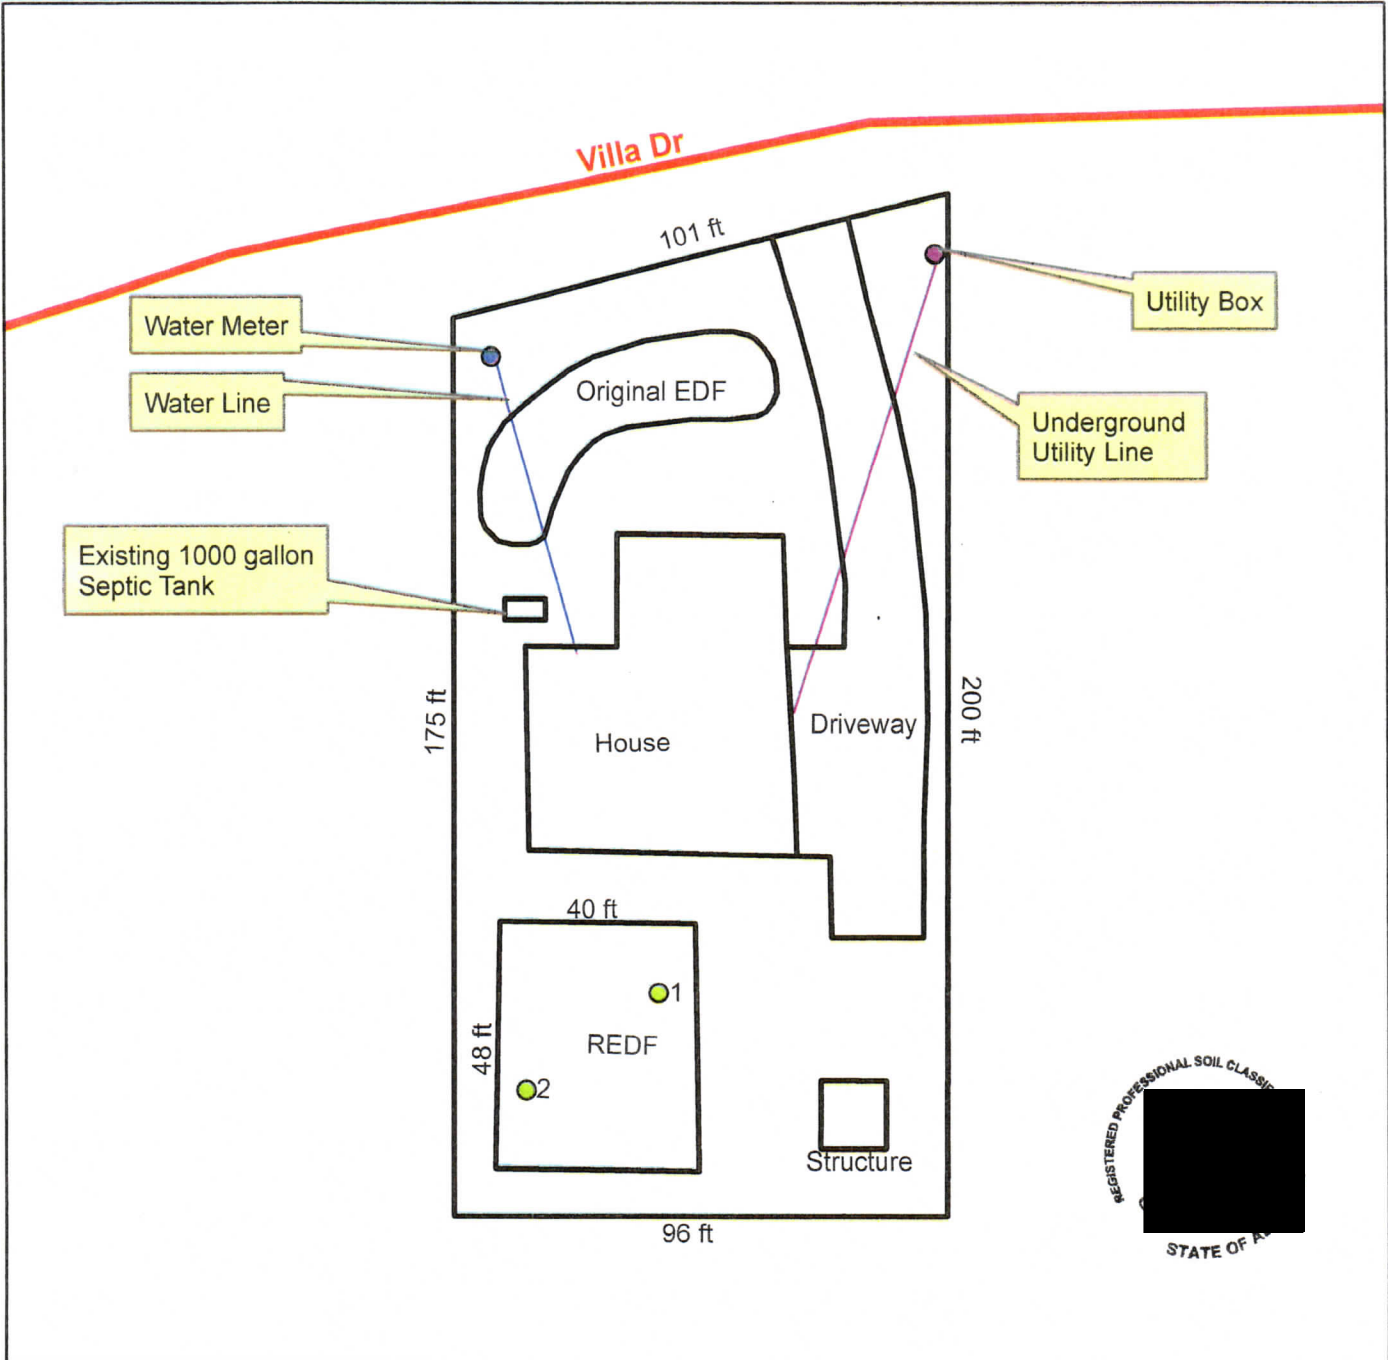 Villa Dr
101 ft
Utility Box
Water Meter
Water Line
Original EDF
Underground
Utility Line
Existing 1000 gallon
Septic Tank
175 ft
200 ft
House
Driveway
40 ft
1
48 ft
REDF
2
Structure
96 ft
REGISTERED PROFESSIONAL SOIL
STATE OF